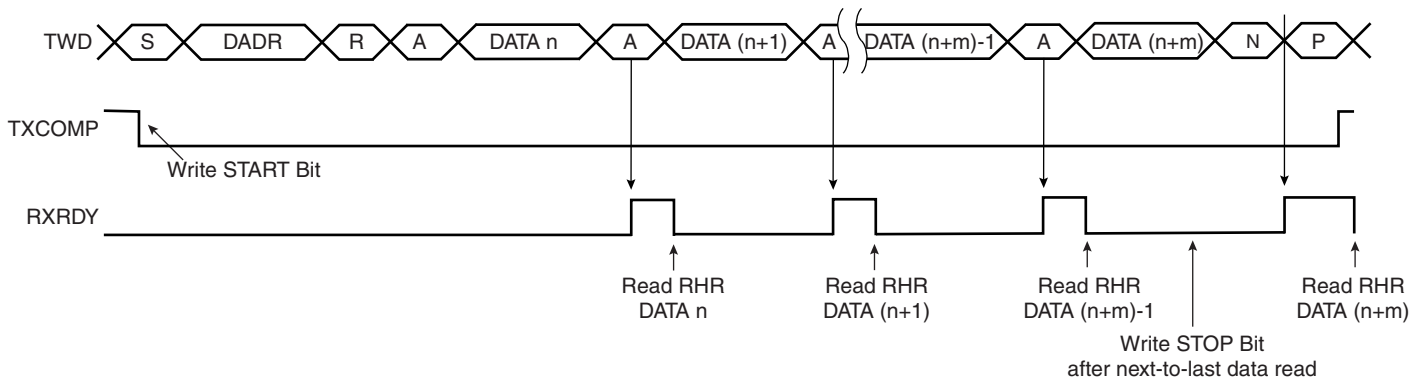 TWD S DADR R A DATA n A DATA (n+1) A DATA (n+m)-1 A DATA (n+m) N P
TXCOMP
Write START Bit
RXRDY
Read RHR
DATA n
Read RHR
DATA (n+1)
Read RHR
DATA (n+m)-1
Read RHR
DATA (n+m)
Write STOP Bit
after next-to-last data read